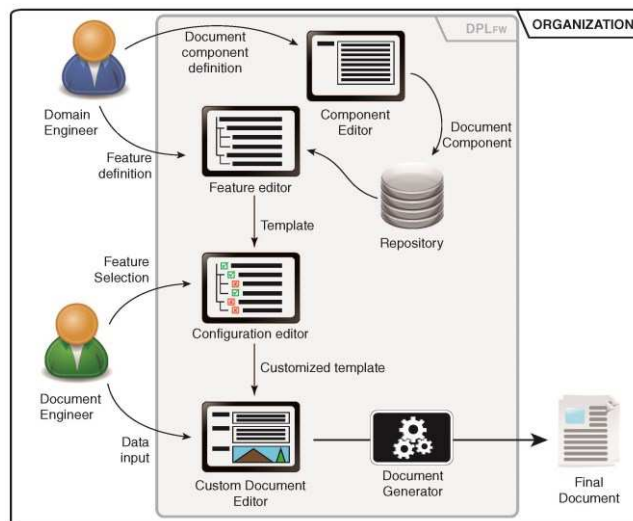 DPLFW
ORGANIZATION
Document
component
definition
Domain
Engineer
Component
Editor
Document
Component
Feature
definition
Feature editor
Repository
Template
Feature
Selection
Configuration editor
Customized template
Document
Engineer
Data
input
Custom Document
Editor
Document
Generator
Final
Document